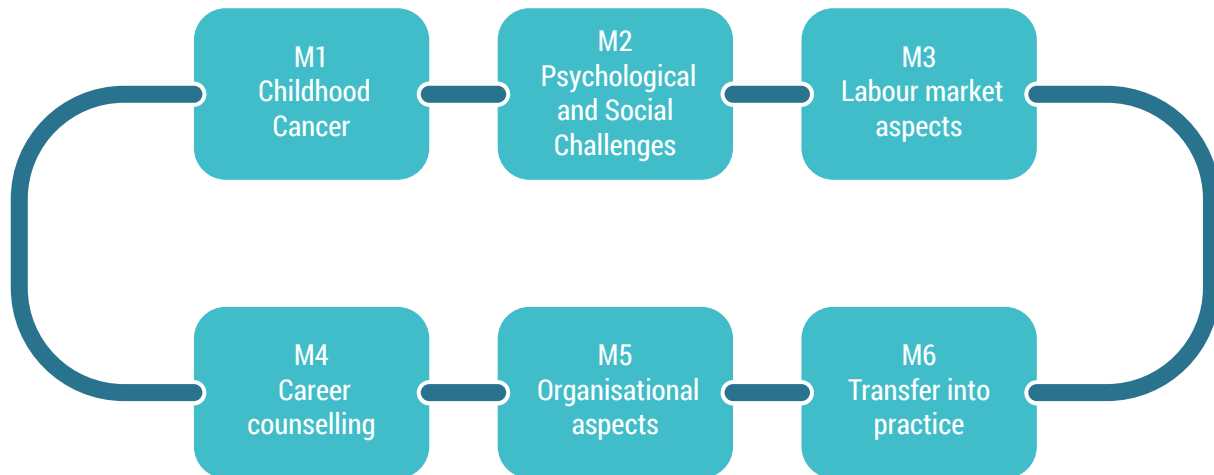 M1
Childhood
Cancer
M2
Psychological
and Social
Challenges
M3
Labour market
aspects
M4
Career
counselling
M5
Organisational
aspects
M6
Transfer into
practice